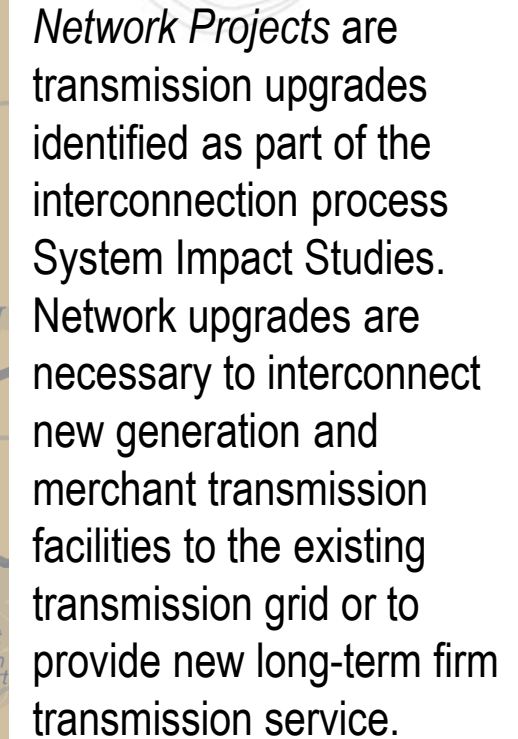 Network Projects are
transmission upgrades
identified as part of the
interconnection process
System Impact Studies.
Network upgrades are
necessary to interconnect
new generation and
merchant transmission
facilities to the existing
transmission grid or to
provide new long-term firm
transmission service.